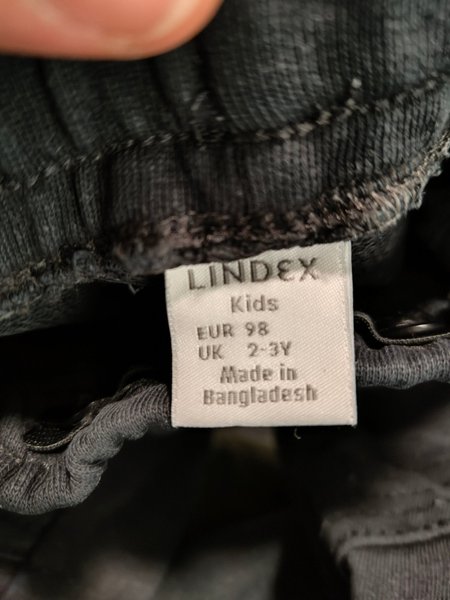 LINDEX
Kids
EUR 98
UK 2-3Y
Made in
Bangladesh